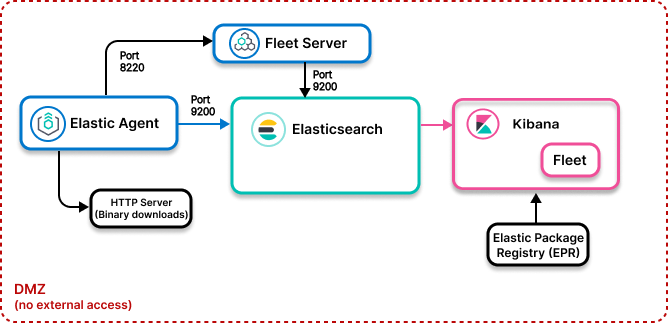 Fleet Server
Port
8220
Port
9200
Elastic Agent
Port
9200
Elasticsearch
Kibana
Fleet
HTTP Server
(Binary downloads)
Elastic Package
Registry (EPR)
DMZ
(no external access)